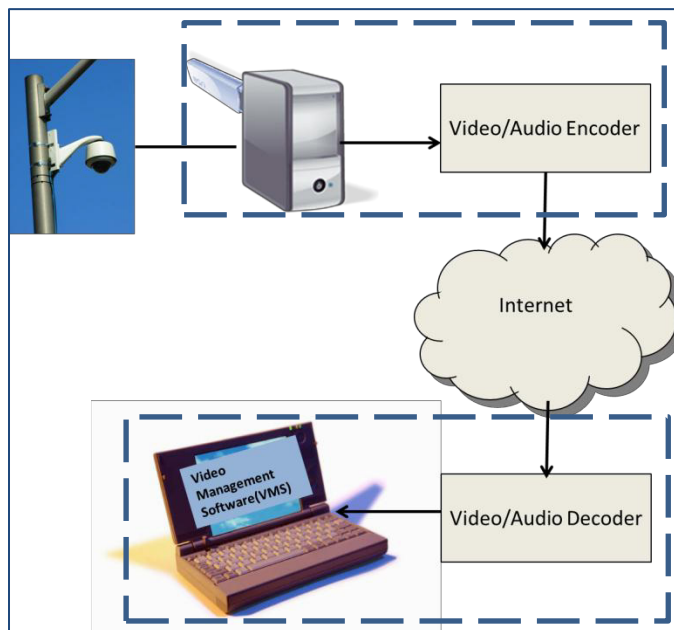 Video/Audio Encoder
Internet
Video
Management
Software(VMS)
Video/Audio Decoder